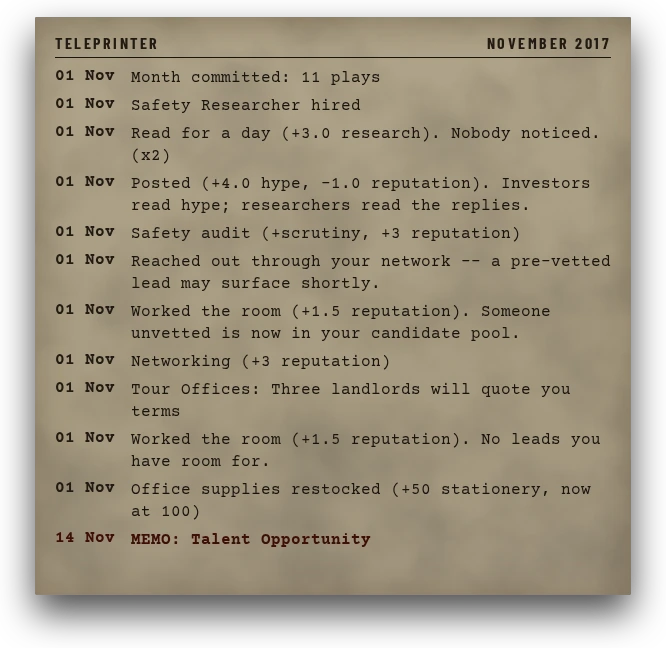 TELEPRINTER NOVEMBER 2017
01 Nov Month committed: 11 plays
01 Nov Safety Researcher hired
01 Nov Read for a day (+3.0 research). Nobody noticed.
(x2)
01 Nov Posted (+4.0 hype, -1.0 reputation). Investors
read hype; researchers read the replies.
01 Nov Safety audit (+scrutiny, +3 reputation)
01 Nov Reached out through your network -- a pre-vetted
lead may surface shortly.
01 Nov Worked the room (+1.5 reputation). Someone
unvetted is now in your candidate pool.
01 Nov Networking (+3 reputation)
01 Nov Tour Offices: Three landlords will quote you
terms
01 Nov Worked the room (+1.5 reputation). No leads you
have room for.
01 Nov Office supplies restocked (+50 stationery, now
at 100)
14 Nov MEMO: Talent Opportunity